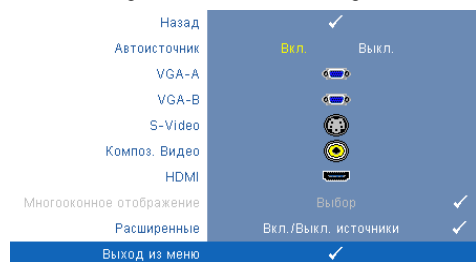 Назад
Автоисточник Вкл. Выкл.
VGA-A
VGA-B
S-Video
Композ. Видео
HDMI
Многооконное отображение Выбор
Расширенные Вкл./Выкл. источники
Выход из меню